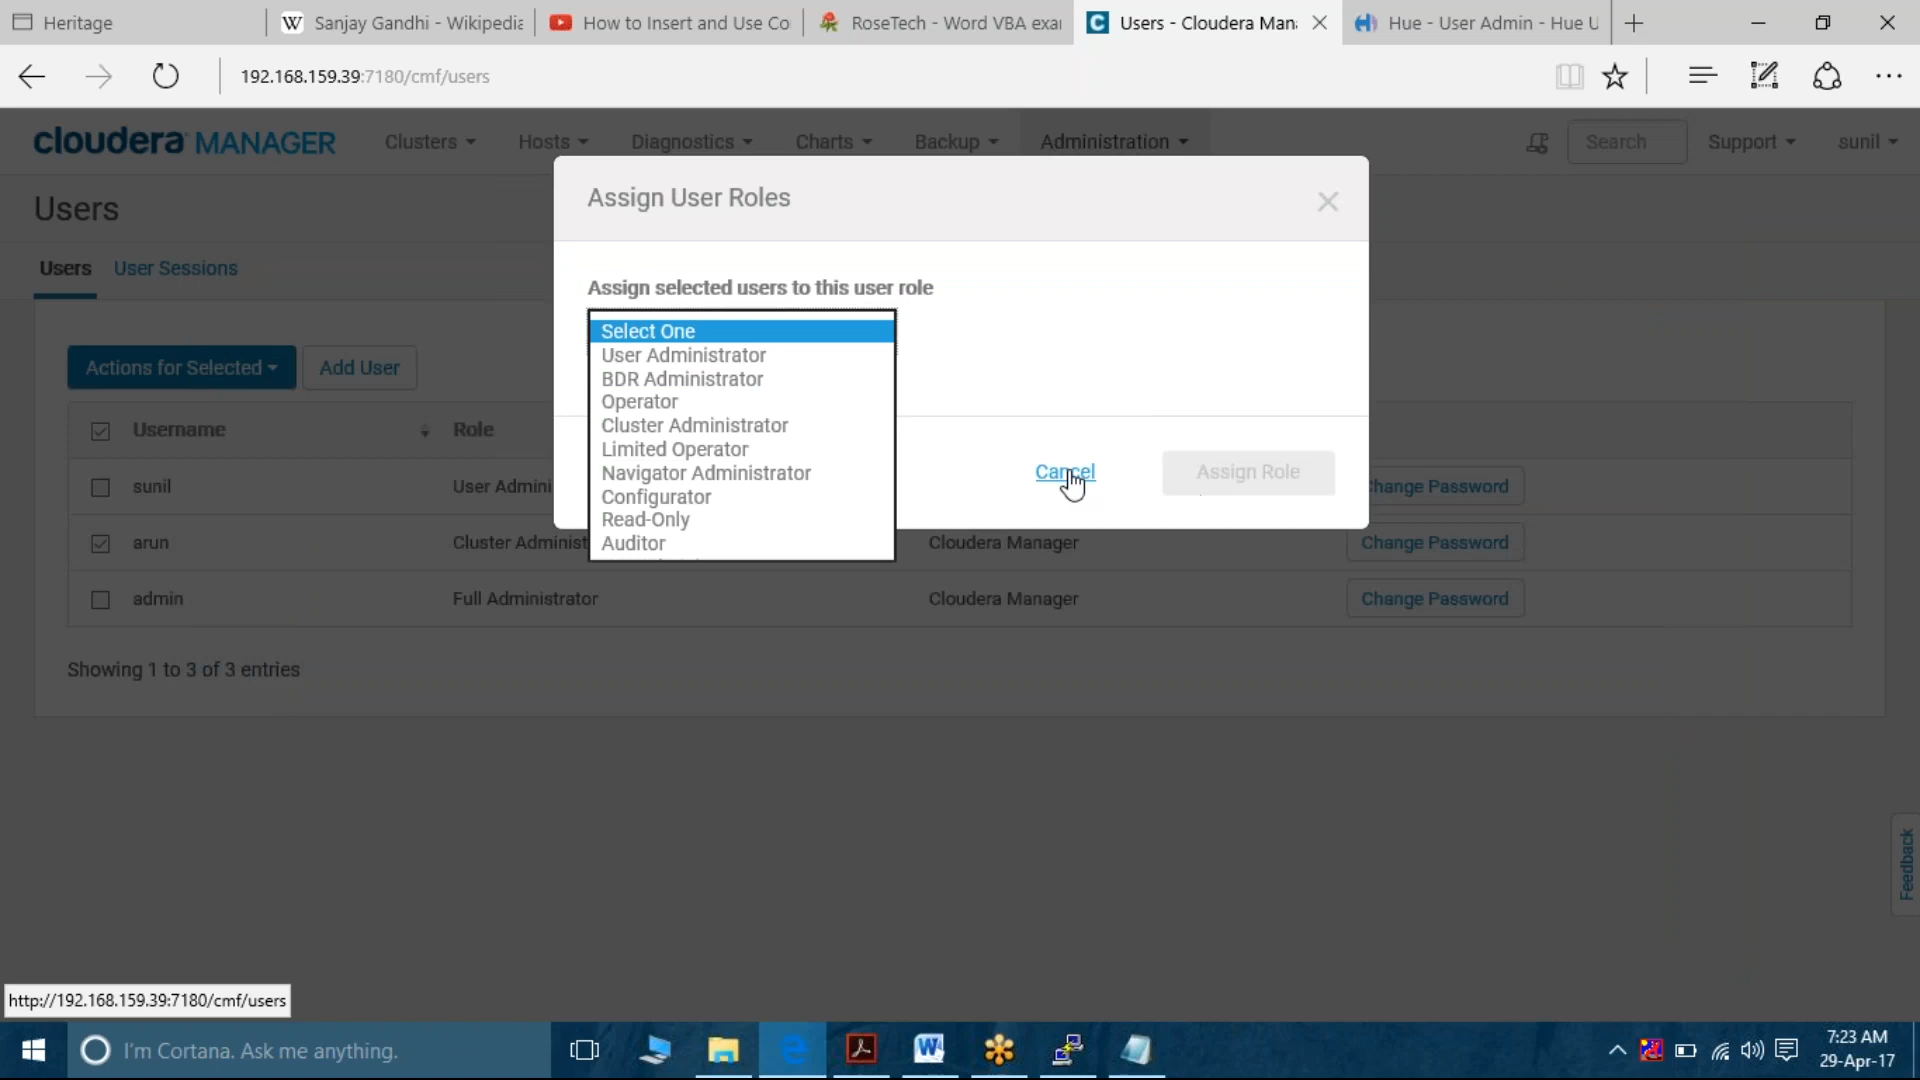 Heritage
Sanjay Gandhi - Wikipedia
How to Insert and Use Co
RoseTech - Word VBA exa
Users - Cloudera Man
Hue - User Admin - Hue U
192.168.159.39:7180/cmf/users
cloudera MANAGER
Clusters
Hosts
Diagnostics
Charts
Backup
Administration
Search
Support
sunil
Users
Assign User Roles
Users
User Sessions
Assign selected users to this user role
Select One
User Administrator
BDR Administrator
Operator
Cluster Administrator
Limited Operator
Navigator Administrator
Configurator
Read-Only
Auditor
Cancel
Assign Role
Actions for Selected
Add User
Username
Role
sunil
User Admini
Change Password
arun
Cluster Administ
Cloudera Manager
Change Password
admin
Full Administrator
Cloudera Manager
Change Password
Showing 1 to 3 of 3 entries
Feedback
http://192.168.159.39:7180/cmf/users
I'm Cortana. Ask me anything.
7:23 AM
29-Apr-17